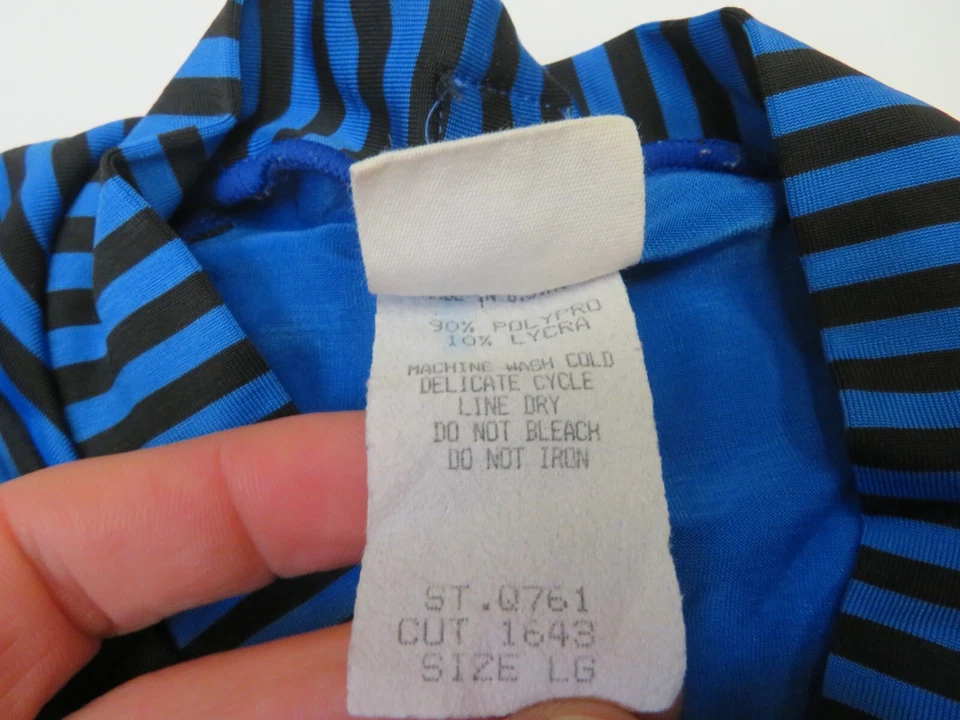 IN
90% POLYPRO
10% LYCRA
MACHINE WASH COLD
DELICATE CYCLE
LINE DRY
DO NOT BLEACH
DO NOT IRON
ST.Q761
CUT 1643
SIZE LG